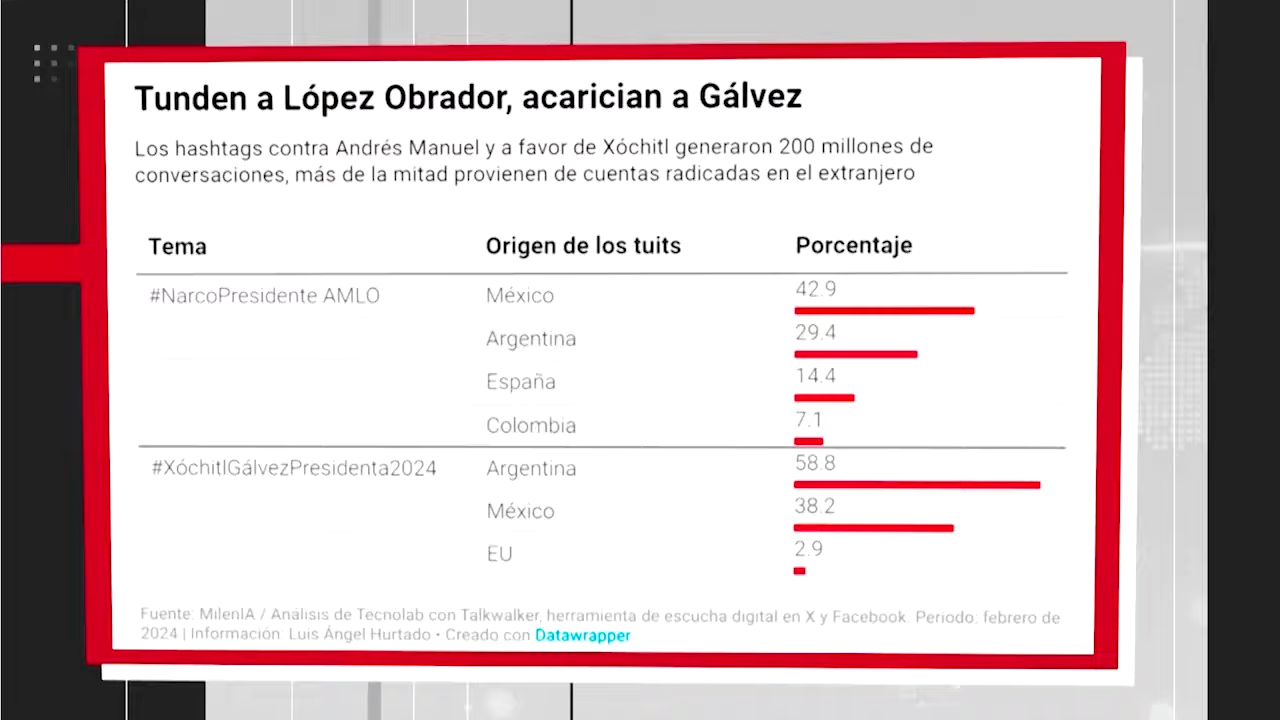 Tunden a López Obrador, acarician a Gálvez
Los hashtags contra Andrés Manuel y a favor de Xóchitl generaron 200 millones de
conversaciones, más de la mitad provienen de cuentas radicadas en el extranjero
Tema Origen de los tuits Porcentaje
#NarcoPresidente AMLO México 42.9
Argentina 29.4
España 14.4
Colombia 7.1
#XóchitlGálvezPresidenta2024 Argentina 58.8
México 38.2
EU 2.9
Fuente: MilenIA / Análisis de Tecnolab con Talkwalker, herramienta de escucha digital en X y Facebook. Periodo: febrero de
2024 | Información: Luis Ángel Hurtado • Creado con Datawrapper